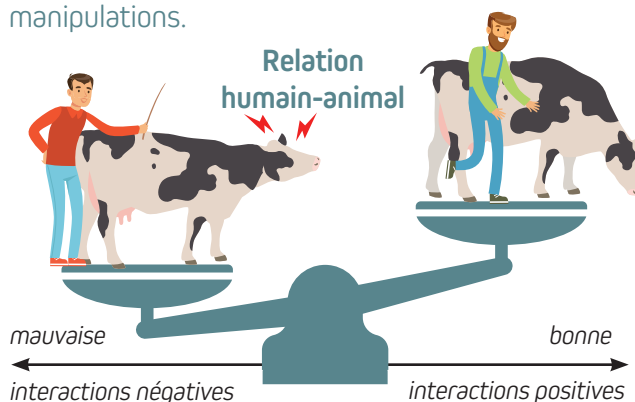 manipulations.
Relation
humain-animal
mauvaise
bonne
interactions négatives
interactions positives